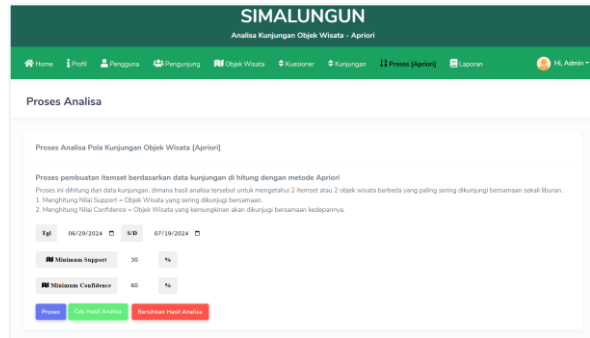 SIMALUNGUN
Analisa Kunjungan Objek Wisata - Apriori
Home Profil Pengguna Pengunjung Objek Wisata Kuesioner Kunjungan Proses [Apriori] Laporan Hi, Admin
Proses Analisa
Proses Analisa Pola Kunjungan Objek Wisata [Apriori]
Proses pembuatan itemset berdasarkan data kunjungan di hitung dengan metode Apriori
Proses ini dihitung dari data kunjungan, dimana hasil analisa tersebut untuk mengetahui 2 itemset atau 2 objek wisata berbeda yang paling sering dikunjungi bersamaan sekali liburan.
1. Menghitung Nilai Support = Objek Wisata yang sering dikunjugi bersamaan.
2. Menghitung Nilai Confidence = Objek Wisata yang kemungkinan akan dikunjugi bersamaan kedepannya.
Tgl 06/29/2024 S/D 07/19/2024
Minimum Support 30 %
Minimum Confidence 60 %
Proses Cek Hasil Analisa Bersihkan Hasil Analisa